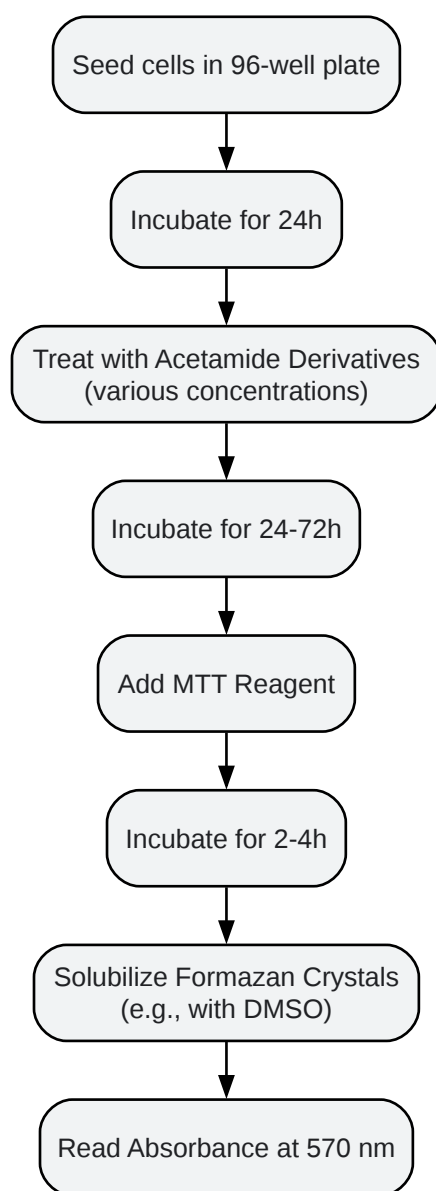 Seed cells in 96-well plate
Incubate for 24h
Treat with Acetamide Derivatives
(various concentrations)
Incubate for 24-72h
Add MTT Reagent
Incubate for 2-4h
Solubilize Formazan Crystals
(e.g., with DMSO)
Read Absorbance at 570 nm